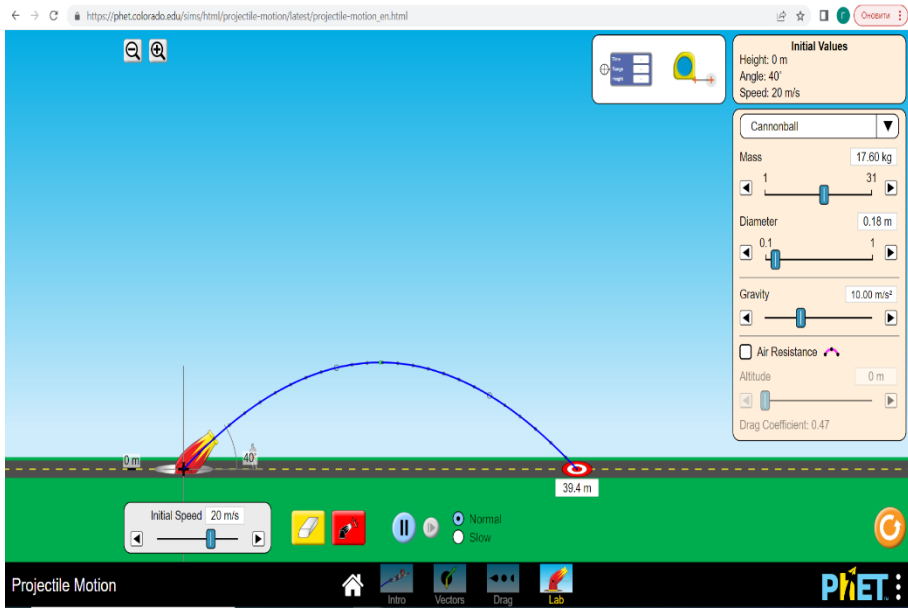 https://phet.colorado.edu/sims/html/projectile-motion/latest/projectile-motion_en.html
Оновити
Time
Range
Height
Initial Values
Height: 0 m
Angle: 40°
Speed: 20 m/s
Cannonball
Mass
17.60 kg
1
31
Diameter
0.18 m
0.1
1
Gravity
10.00 m/s²
Air Resistance
Altitude
0 m
Drag Coefficient: 0.47
0 m
40°
39.4 m
Initial Speed 20 m/s
Normal
Slow
Projectile Motion
Intro
Vectors
Drag
Lab
PhET